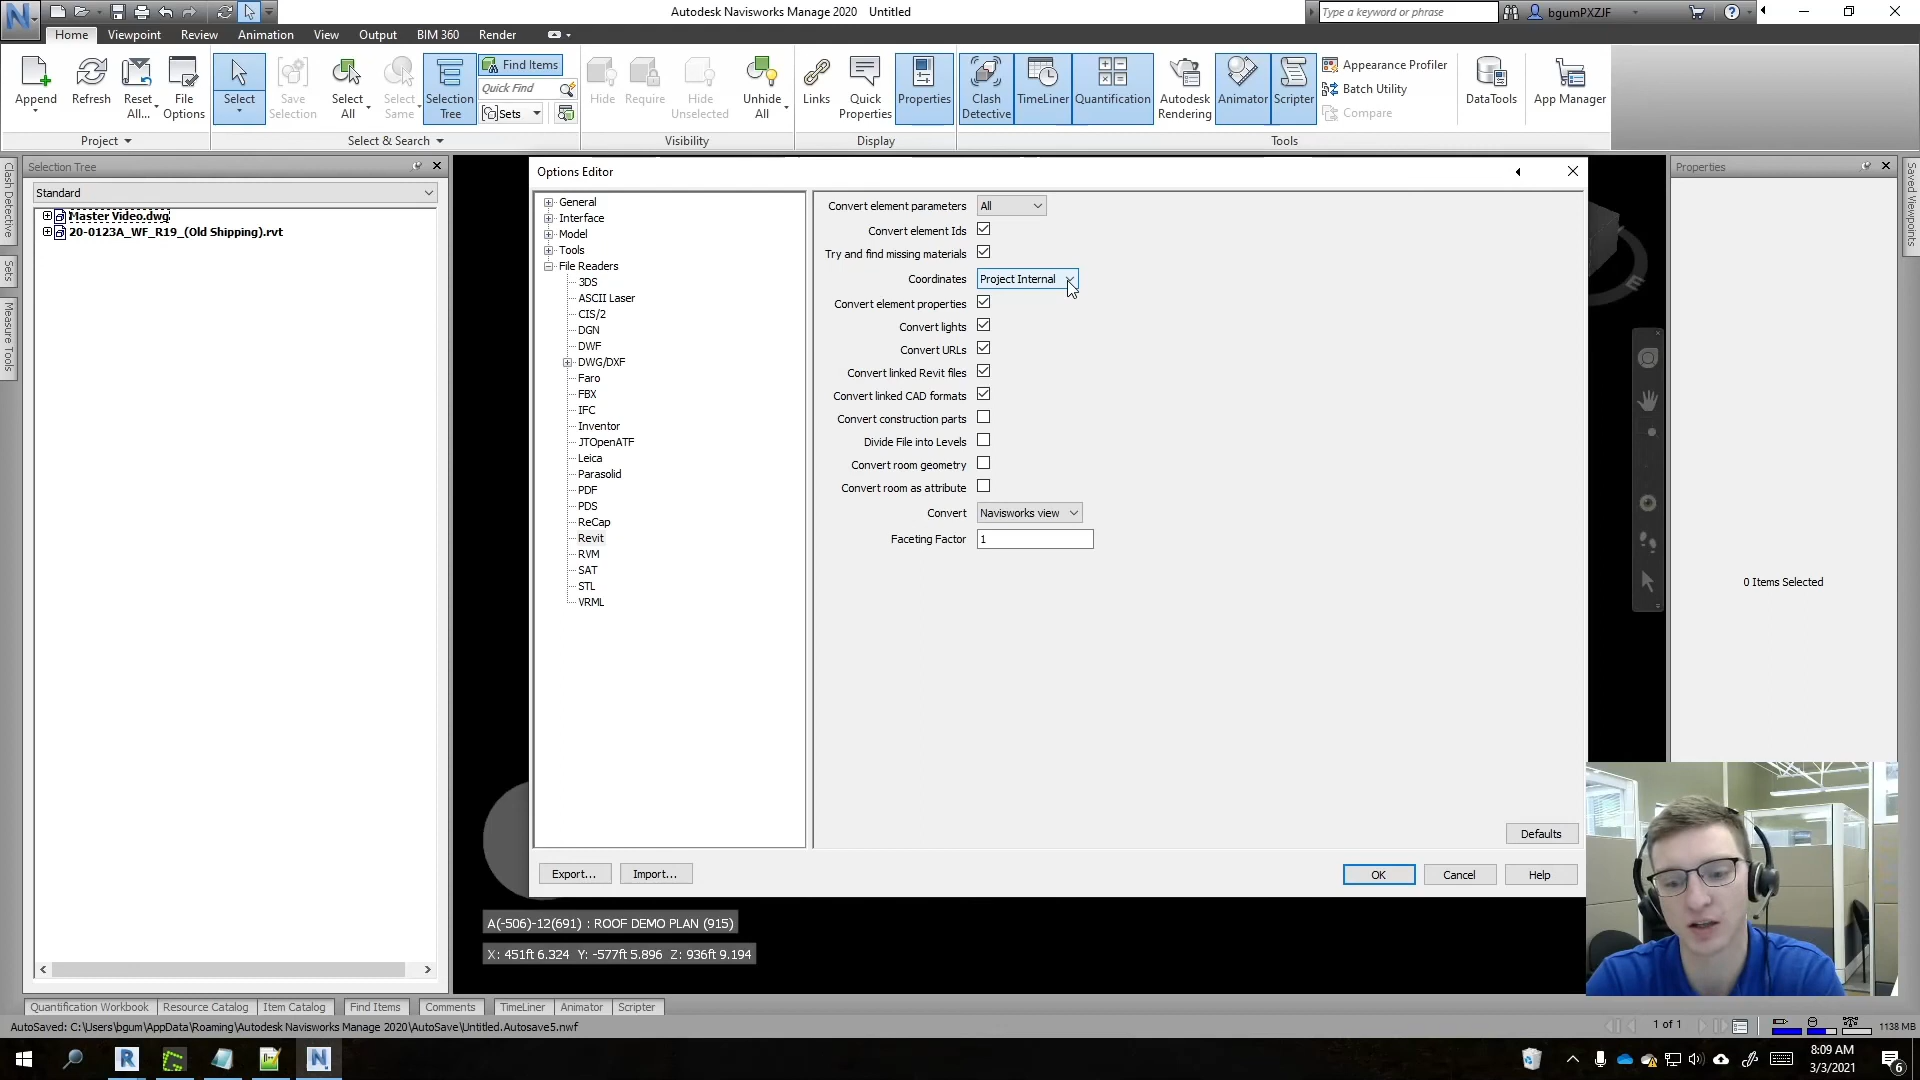 Autodesk Navisworks Manage 2020 Untitled
Type a keyword or phrase
bgumPXZJF
Home Viewpoint Review Animation View Output BIM 360 Render
Append
Refresh
Reset All...
File Options
Project
Select
Save Selection
Select All
Select Same
Selection Tree
Find Items
Quick Find
Sets
Select & Search
Hide
Require
Hide Unselected
Unhide All
Visibility
Links
Quick Properties
Properties
Display
Clash Detective
TimeLiner
Quantification
Autodesk Rendering
Animator
Scripter
Appearance Profiler
Batch Utility
Compare
DataTools
App Manager
Tools
Clash Detective
Sets
Measure Tools
Selection Tree
Standard
Master Video.dwg
20-0123A_WF_R19_(Old Shipping).rvt
Options Editor
General
Interface
Model
Tools
File Readers
3DS
ASCII Laser
CIS/2
DGN
DWF
DWG/DXF
Faro
FBX
IFC
Inventor
JTOpenATF
Leica
Parasolid
PDF
PDS
ReCap
Revit
RVM
SAT
STL
VRML
Convert element parameters All
Convert element Ids
Try and find missing materials
Coordinates Project Internal
Convert element properties
Convert lights
Convert URLs
Convert linked Revit files
Convert linked CAD formats
Convert construction parts
Divide File into Levels
Convert room geometry
Convert room as attribute
Convert Navisworks view
Faceting Factor 1
Defaults
Export... Import... OK Cancel Help
Properties
0 Items Selected
Saved Viewpoints
E
A(-506)-12(691) : ROOF DEMO PLAN (915)
X: 451ft 6.324 Y: -577ft 5.896 Z: 936ft 9.194
Quantification Workbook Resource Catalog Item Catalog Find Items Comments TimeLiner Animator Scripter
AutoSaved: C:\Users\bgum\AppData\Roaming\Autodesk Navisworks Manage 2020\AutoSave\Untitled.Autosave5.nwf
1 of 1
1138 MB
8:09 AM
3/3/2021
6